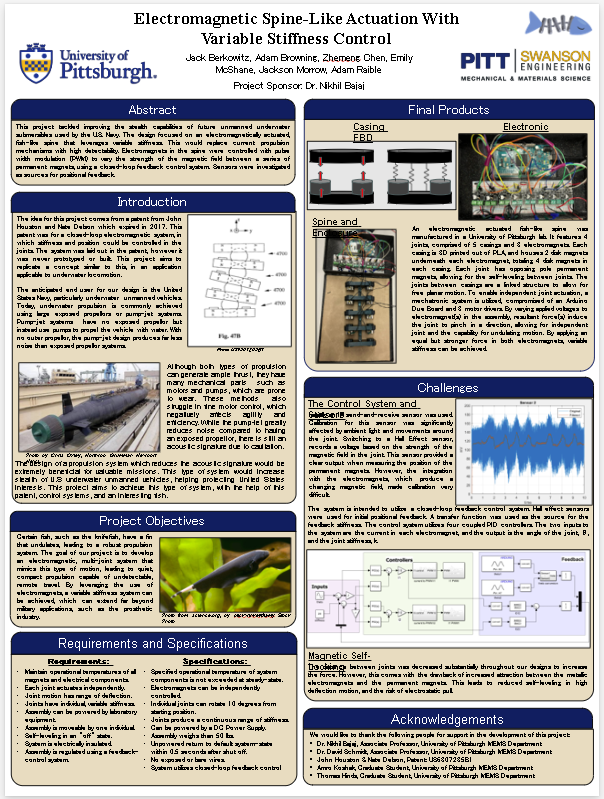 Electromagnetic Spine-Like Actuation With
Variable Stiffness Control
Jack Berkowitz, Adam Browning, Zhemeng Chen, Emily
McShane, Jackson Morrow, Adam Raible
Project Sponsor: Dr. Nikhil Bajaj
University of
Pittsburgh.
PITT SWANSON
ENGINEERING
MECHANICAL & MATERIALS SCIENCE
Abstract
This project tackled improving the stealth capabilities of future unmanned underwater
submersibles used by the U.S. Navy. The design focused on an electromagnetically actuated,
fish-like spine that leverages variable stiffness. This would replace current propulsion
mechanisms with high detectability. Electromagnets in the spine were controlled with pulse
width modulation (PWM) to vary the strength of the magnetic field between a series of
permanent magnets, using a closed-loop feedback control system. Sensors were investigated
as sources for positional feedback.
Introduction
The idea for this project comes from a patent from John
Houston and Nate Delson which expired in 2017. This
patent was for a closed-loop electromagnetic system, in
which stiffness and position could be controlled in the
joints. The system was laid out in the patent, however it
was never prototyped or built. This project aims to
replicate a concept similar to this, in an application
applicable to underwater locomotion.
The anticipated end user for our design is the United
States Navy, particularly underwater unmanned vehicles.
Today, underwater propulsion is commonly achieved
using large exposed propellors or pump-jet systems.
Pump-jet systems have no exposed propellor but
instead use pumps to propel the vehicle with water. With
no outer propellor, the pump-jet design produces far less
noise than exposed propellor systems.
4700
4700
4700
4700
Fig. 47B
Although both types of propulsion
can generate ample thrust, they have
many mechanical parts such as
motors and pumps, which are prone
to wear. These methods also
struggle in fine motor control, which
negatively affects agility and
efficiency. While the pump-jet greatly
reduces noise compared to having
an exposed propellor, there is still an
acoustic signature due to cavitation.
The design of a propulsion system which reduces the acoustic signature would be
extremely beneficial for valuable missions. This type of system would increase
stealth of U.S underwater unmanned vehicles, helping protecting United States
interests. This project aims to achieve this type of system, with the help of this
patent, control systems, and an interesting fish.
Project Objectives
Certain fish, such as the knifefish, have a fin
that undulates, leading to a robust propulsion
system. The goal of our project is to develop
an electromagnetic, multi-joint system that
mimics this type of motion, leading to quiet,
compact propulsion capable of undetectable,
remote travel. By leveraging the use of
electromagnets, a variable stiffness system can
be achieved, which can extend far beyond
military applications, such as the prosthetic
industry.
Requirements and Specifications
Requirements:
Maintain operational temperatures of all
magnets and electrical components.
Each joint actuates independently.
Joint motion has range of deflection.
Joints have individual, variable stiffness.
Assembly can be powered by laboratory
equipment.
Assembly is moveable by one individual.
Self-leveling in an "off" state.
System is electrically insulated.
Assembly is regulated using a feedback-
control system.
Specifications:
Specified operational temperature of system
components is not exceeded at steady-state.
Electromagnets can be independently
controlled.
Individual joints can rotate 10 degrees from
starting position.
Joints produce a continuous range of stiffness.
Can be powered by a DC Power Supply.
Assembly weighs than 50 lbs.
Unpowered return to default system-state
within 0.5 seconds after shut off.
No exposed or bare wires.
System utilizes closed-loop feedback control
Final Products
Casing
FBD
Electronic
Spine and
An electromagnetic actuated fish-like spine was
manufactured in a University of Pittsburgh lab. It features 4
joints, comprised of 5 casings and 8 electromagnets. Each
casing is 3D printed out of PLA, and houses 2 disk magnets
underneath each electromagnet, totaling 4 disk magnets in
each casing. Each joint has opposing pole permanent
magnets, allowing for the self-leveling between joints. The
joints between casings are a linked structure to allow for
free planar motion. To enable independent joint actuation, a
mechatronic system is utilized, compromised of an Arduino
Due Board and 8 motor drivers. By varying applied voltages to
electromagnet(s) in the assembly, resultant force(s) induce
the joint to pinch in a direction, allowing for independent
joint and the capability for undulating motion. By applying an
equal but stronger force in both electromagnets, variable
stiffness can be achieved.
Challenges
The Control System and
send-and-receive sensor was used.
Calibration for this sensor was significantly
affected by ambient light and movements around
the joint. Switching to a Hall Effect sensor,
records a voltage based on the strength of the
magnetic field in the joint. This sensor provided a
clear output when measuring the position of the
permanent magnets. However, the integration
with the electromagnets, which produce a
changing magnetic field, made calibration very
difficult.
The system is intended to utilize a closed-loop feedback control system. Hall effect sensors
were used for initial positional feedback. A transfer function was used as the source for the
feedback stiffness. The control system utilizes four coupled PID controllers. The two inputs to
the system are the current in each electromagnet, and the output is the angle of the joint, θ,
and the joint stiffness, k.
Controllers
Feedback
Inputs
Magnetic Self-
between joints was decreased substantially throughout our designs to increase
the force. However, this comes with the drawback of increased attraction between the metallic
electromagnets and the permanent magnets. This leads to reduced self-leveling in high
deflection motion, and the risk of electrostatic pull.
Acknowledgements
We would like to thank the following people for support in the development of this project:
Dr. Nikhil Bajaj, Associate Professor, University of Pittsburgh MEMS Department
Dr. David Schmidt, Associate Professor, University of Pittsburgh MEMS Department
John Houston & Nate Delson, Patent: US6807285B1
Amro Koshak, Graduate Student, University of Pittsburgh MEMS Department
Thomas Hinds, Graduate Student, University of Pittsburgh MEMS Department